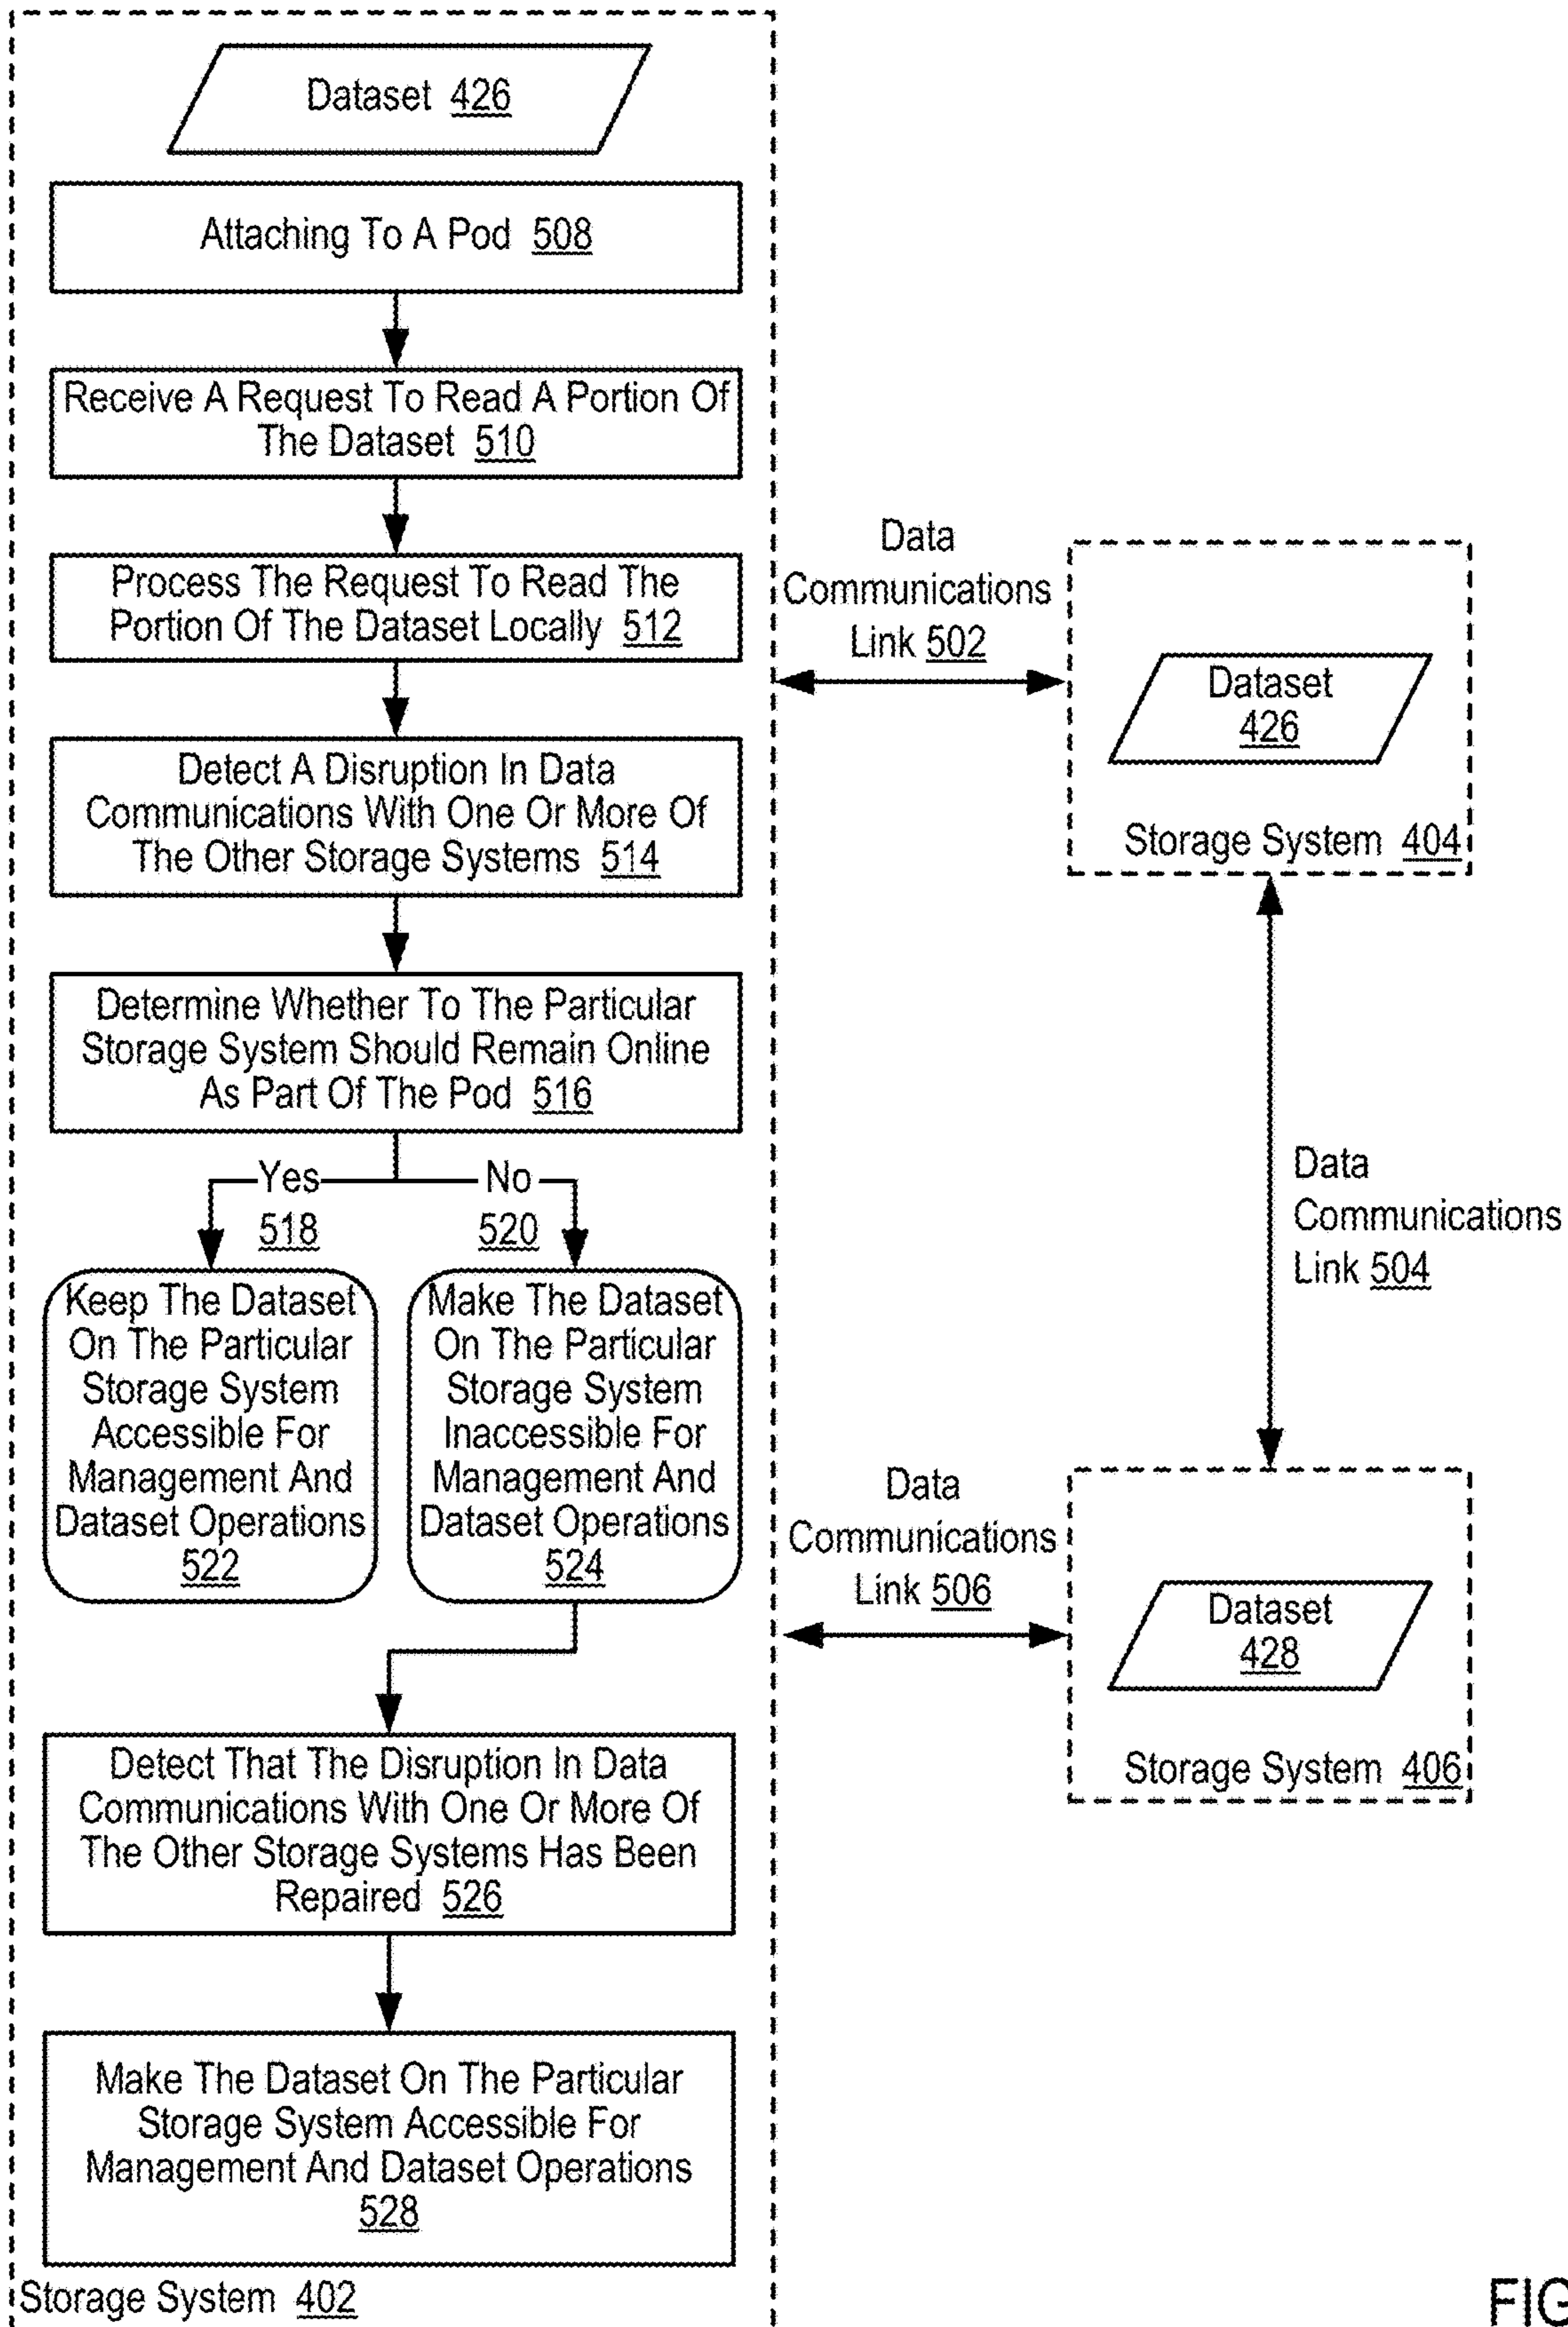 Dataset 426
Attaching To A Pod 508
Receive A Request To Read A Portion Of
The Dataset 510
Process The Request To Read The
Portion Of The Dataset Locally 512
Detect A Disruption In Data
Communications With One Or More Of
The Other Storage Systems 514
Determine Whether To The Particular
Storage System Should Remain Online
As Part Of The Pod 516
Yes
518
No
520
Keep The Dataset
On The Particular
Storage System
Accessible For
Management And
Dataset Operations
522
Make The Dataset
On The Particular
Storage System
Inaccessible For
Management And
Dataset Operations
524
Detect That The Disruption In Data
Communications With One Or More Of
The Other Storage Systems Has Been
Repaired 526
Make The Dataset On The Particular
Storage System Accessible For
Management And Dataset Operations
528
Storage System 402
Data
Communications
Link 502
Dataset
426
Storage System 404
Data
Communications
Link 504
Data
Communications
Link 506
Dataset
428
Storage System 406
FIG